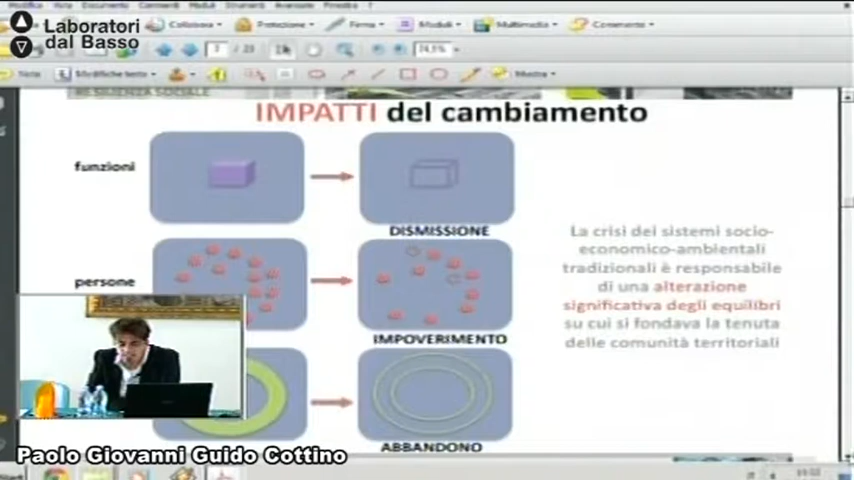 Laboratori
dal Basso
RESILIENZA SOCIALE
IMPATTI del cambiamento
funzioni
DISMISSIONE
persone
IMPOVERIMENTO
ABBANDONO
La crisi dei sistemi socio-
economico-ambientali
tradizionali è responsabile
di una alterazione
significativa degli equilibri
su cui si fondava la tenuta
delle comunità territoriali
Paolo Giovanni Guido Cottino